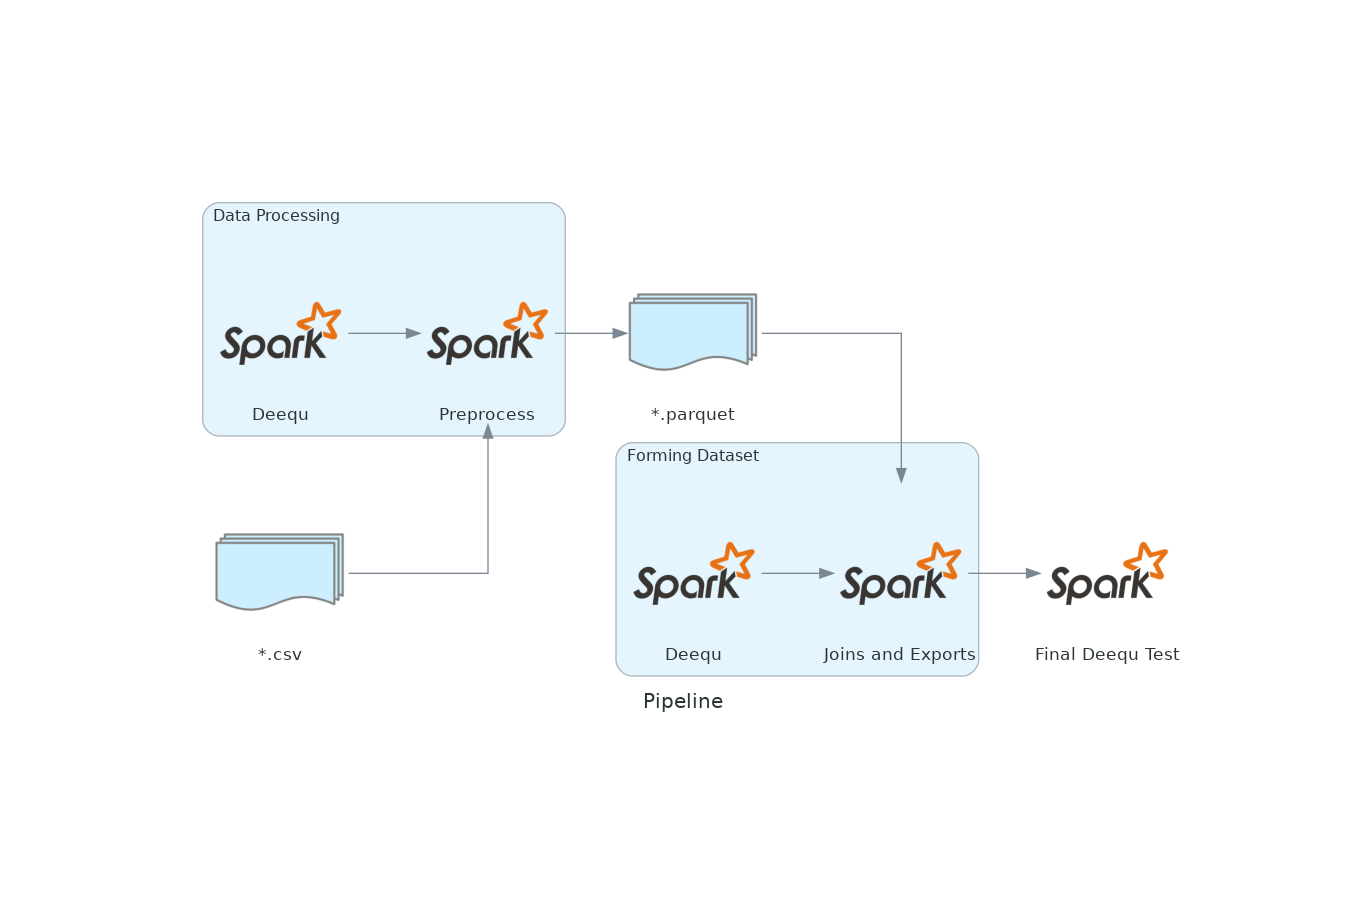 Data Processing
Spark
Spark
Deequ
Preprocess
*.parquet
Forming Dataset
*.csv
Spark
Spark
Spark
Deequ
Joins and Exports
Final Deequ Test
Pipeline